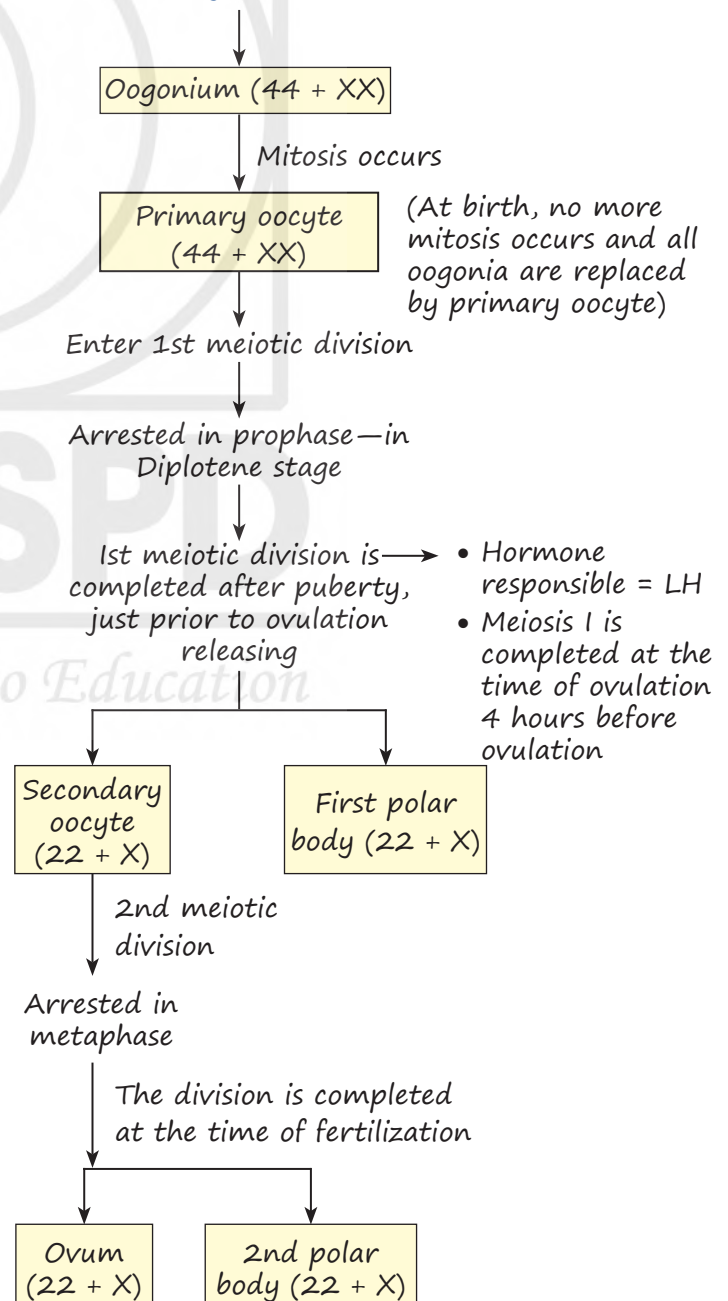 Oogonium (44 + XX)
Mitosis occurs
Primary oocyte
(44 + XX)
(At birth, no more
mitosis occurs and all
oogonia are replaced
by primary oocyte)
Enter 1st meiotic division
Arrested in prophase—in
Diplotene stage
Ist meiotic division is
completed after puberty,
just prior to ovulation
releasing
• Hormone
responsible = LH
• Meiosis I is
completed at the
time of ovulation
4 hours before
ovulation
SPD
o Education
Secondary
oocyte
(22 + X)
First polar
body (22 + X)
2nd meiotic
division
Arrested in
metaphase
The division is completed
at the time of fertilization
Ovum
(22 + X)
2nd polar
body (22 + X)